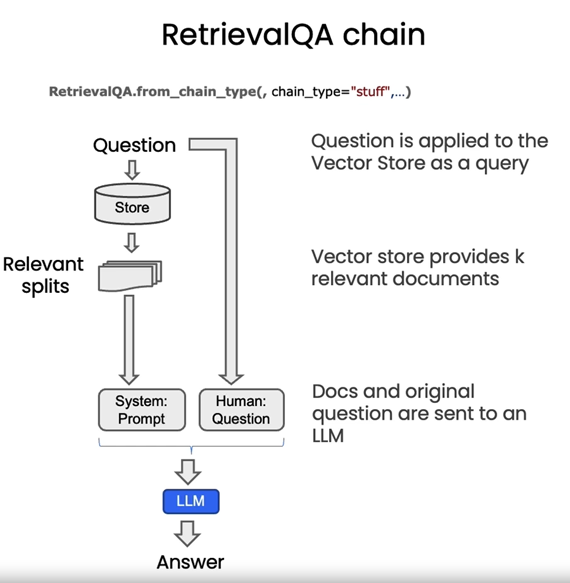 RetrievalQA chain
RetrievalQA.from_chain_type(, chain_type="stuff",...)
Question
Question is applied to the
Vector Store as a query
Store
Relevant
splits
Vector store provides k
relevant documents
System:
Prompt
Human:
Question
Docs and original
question are sent to an
LLM
LLM
Answer